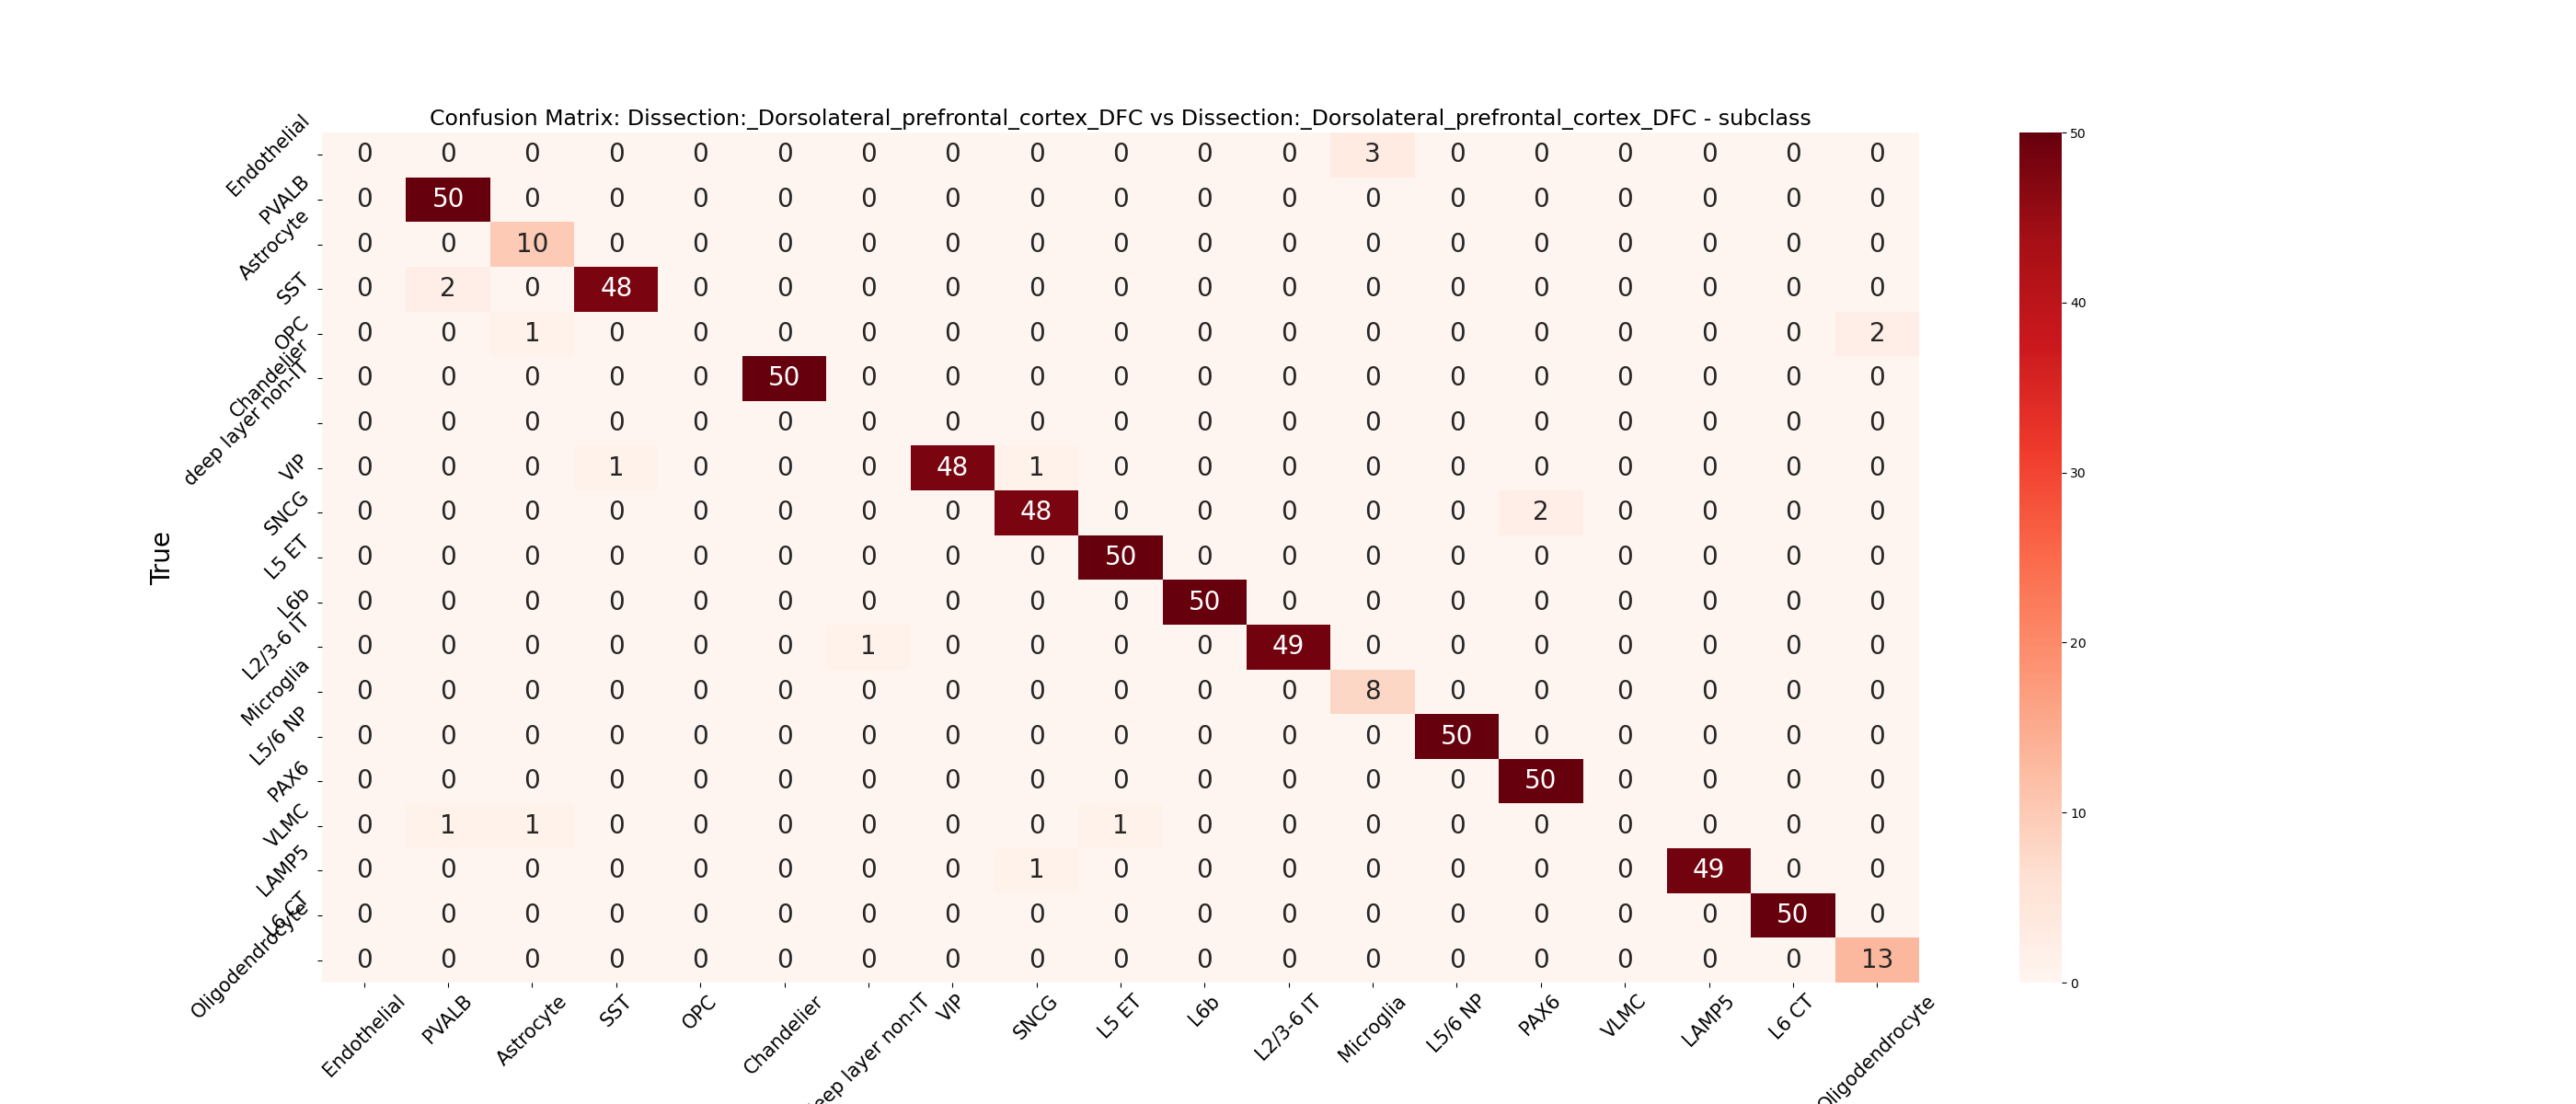 Confusion Matrix: Dissection:_Dorsolateral_prefrontal_cortex_DFC vs Dissection:_Dorsolateral_prefrontal_cortex_DFC - subclass
True
Endothelial 0 0 0 0 0 0 0 0 0 0 0 0 3 0 0 0 0 0 0
PVALB 0 50 0 0 0 0 0 0 0 0 0 0 0 0 0 0 0 0 0
Astrocyte 0 0 10 0 0 0 0 0 0 0 0 0 0 0 0 0 0 0 0
SST 0 2 0 48 0 0 0 0 0 0 0 0 0 0 0 0 0 0 0
OPC 0 0 1 0 0 0 0 0 0 0 0 0 0 0 0 0 0 0 2
Chandelier 0 0 0 0 0 50 0 0 0 0 0 0 0 0 0 0 0 0 0
deep layer non-IT 0 0 0 0 0 0 0 0 0 0 0 0 0 0 0 0 0 0 0
VIP 0 0 0 1 0 0 0 48 1 0 0 0 0 0 0 0 0 0 0
SNCG 0 0 0 0 0 0 0 0 48 0 0 0 0 0 2 0 0 0 0
L5 ET 0 0 0 0 0 0 0 0 0 50 0 0 0 0 0 0 0 0 0
L6b 0 0 0 0 0 0 0 0 0 0 50 0 0 0 0 0 0 0 0
L2/3-6 IT 0 0 0 0 0 0 1 0 0 0 0 49 0 0 0 0 0 0 0
Microglia 0 0 0 0 0 0 0 0 0 0 0 0 8 0 0 0 0 0 0
L5/6 NP 0 0 0 0 0 0 0 0 0 0 0 0 0 50 0 0 0 0 0
PAX6 0 0 0 0 0 0 0 0 0 0 0 0 0 0 50 0 0 0 0
VLMC 0 1 1 0 0 0 0 0 0 1 0 0 0 0 0 0 0 0 0
LAMP5 0 0 0 0 0 0 0 0 1 0 0 0 0 0 0 0 49 0 0
L6 CT 0 0 0 0 0 0 0 0 0 0 0 0 0 0 0 0 0 50 0
Oligodendrocyte 0 0 0 0 0 0 0 0 0 0 0 0 0 0 0 0 0 0 13
Endothelial PVALB Astrocyte SST OPC Chandelier eep layer non-IT VIP SNCG L5 ET L6b L2/3-6 IT Microglia L5/6 NP PAX6 VLMC LAMP5 L6 CT Oligodendrocyte
50
40
30
20
10
0